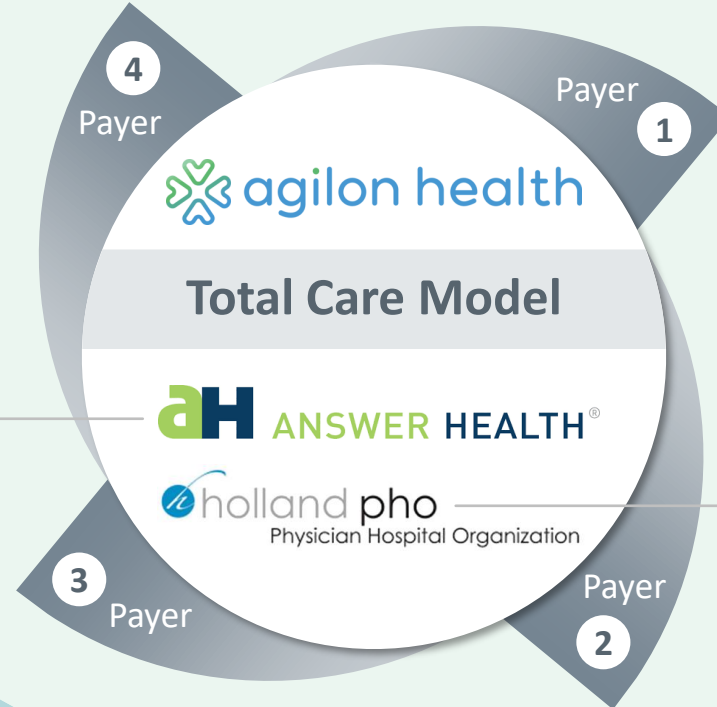 4
Payer
Payer
1
agilon health
Total Care Model
aH ANSWER HEALTH®
h holland pho
Physician Hospital Organization
3
Payer
Payer
2